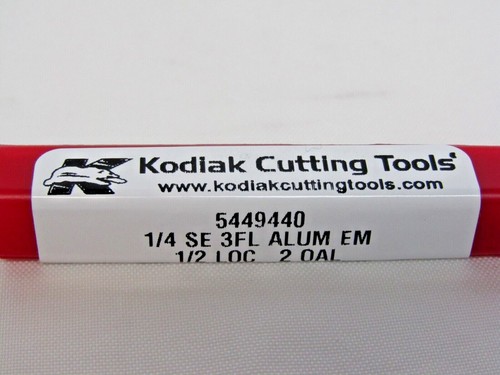 K Kodiak Cutting Tools
www.kodiakcuttingtools.com
5449440
1/4 SE 3FL ALUM EM
1/2 LOC 2 OAL